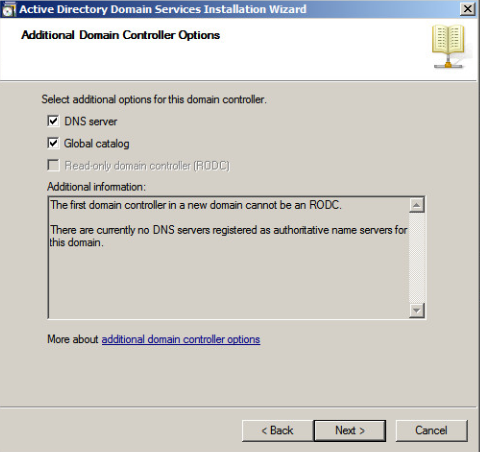 Active Directory Domain Services Installation Wizard
Additional Domain Controller Options
Select additional options for this domain controller.
DNS server
Global catalog
Read-only domain controller (RODC)
Additional information:
The first domain controller in a new domain cannot be an RODC.
There are currently no DNS servers registered as authoritative name servers for
this domain.
More about additional domain controller options
< Back Next > Cancel